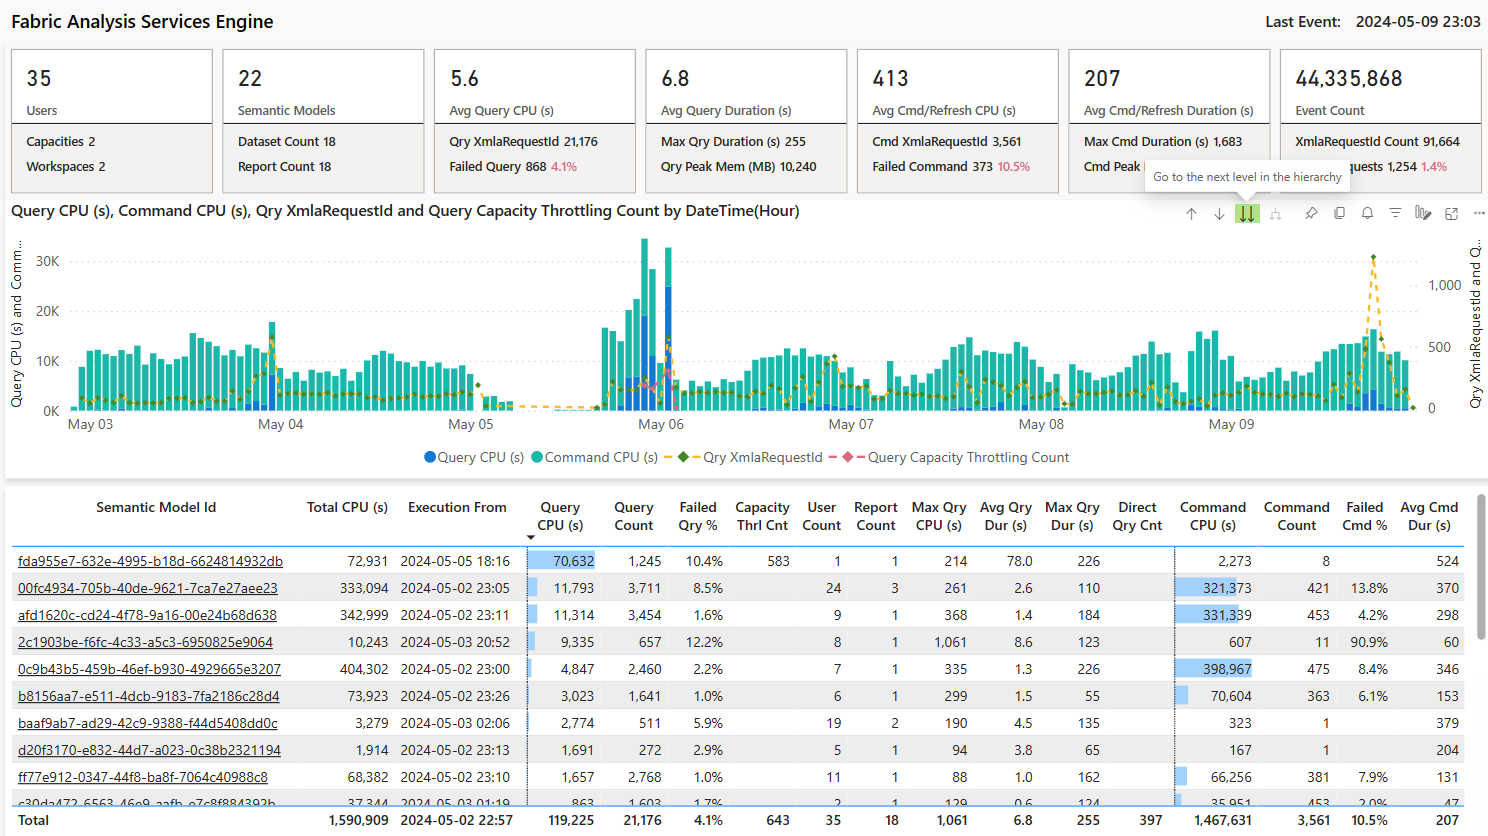 Fabric Analysis Services Engine
Last Event: 2024-05-09 23:03
35
Users
Capacities 2
Workspaces 2
22
Semantic Models
Dataset Count 18
Report Count 18
5.6
Avg Query CPU (s)
Qry XmlaRequestId 21,176
Failed Query 868 4.1%
6.8
Avg Query Duration (s)
Max Qry Duration (s) 255
Qry Peak Mem (MB) 10,240
413
Avg Cmd/Refresh CPU (s)
Cmd XmlaRequestId 3,561
Failed Command 373 10.5%
207
Avg Cmd/Refresh Duration (s)
Max Cmd Duration (s) 1,683
Cmd Peak
44,335,868
Event Count
XmlaRequestId Count 91,664
quests 1,254 1.4%
Go to the next level in the hierarchy
Query CPU (s), Command CPU (s), Qry XmlaRequestId and Query Capacity Throttling Count by DateTime(Hour)
Query CPU (s) and Comm...
30K
20K
10K
0K
1,000
500
0
Qry XmlaRequestId and Q...
May 03 May 04 May 05 May 06 May 07 May 08 May 09
Query CPU (s) Command CPU (s) Qry XmlaRequestId Query Capacity Throttling Count
Semantic Model Id Total CPU (s) Execution From Query CPU (s) Query Count Failed Qry % Capacity Thrl Cnt User Count Report Count Max Qry CPU (s) Avg Qry Dur (s) Max Qry Dur (s) Direct Qry Cnt Command CPU (s) Command Count Failed Cmd % Avg Cmd Dur (s)
fda955e7-632e-4995-b18d-6624814932db 72,931 2024-05-05 18:16 70,632 1,245 10.4% 583 1 1 214 78.0 226 2,273 8 524
00fc4934-705b-40de-9621-7ca7e27aee23 333,094 2024-05-02 23:05 11,793 3,711 8.5% 24 3 261 2.6 110 321,373 421 13.8% 370
afd1620c-cd24-4f78-9a16-00e24b68d638 342,999 2024-05-02 23:11 11,314 3,454 1.6% 9 1 368 1.4 184 331,339 453 4.2% 298
2c1903be-f6fc-4c33-a5c3-6950825e9064 10,243 2024-05-03 20:52 9,335 657 12.2% 8 1 1,061 8.6 123 607 11 90.9% 60
0c9b43b5-459b-46ef-b930-4929665e3207 404,302 2024-05-02 23:00 4,847 2,460 2.2% 7 1 335 1.3 226 398,967 475 8.4% 346
b8156aa7-e511-4dcb-9183-7fa2186c28d4 73,923 2024-05-02 23:26 3,023 1,641 1.0% 6 1 299 1.5 55 70,604 363 6.1% 153
baaf9ab7-ad29-42c9-9388-f44d5408dd0c 3,279 2024-05-03 02:06 2,774 511 5.9% 19 2 190 4.5 135 323 1 379
d20f3170-e832-44d7-a023-0c38b2321194 1,914 2024-05-02 23:13 1,691 272 2.9% 5 1 94 3.8 65 167 1 204
ff77e912-0347-44f8-ba8f-7064c40988c8 68,382 2024-05-02 23:10 1,657 2,768 1.0% 11 1 88 1.0 162 66,256 381 7.9% 131
c30da472-6563-46e9-aafb-e7c8f884392b 37,344 2024-05-03 01:19 863 1,603 1.7% 2 1 129 0.6 124 35,951 453 2.0% 47
Total 1,590,909 2024-05-02 22:57 119,225 21,176 4.1% 643 35 18 1,061 6.8 255 397 1,467,631 3,561 10.5% 207